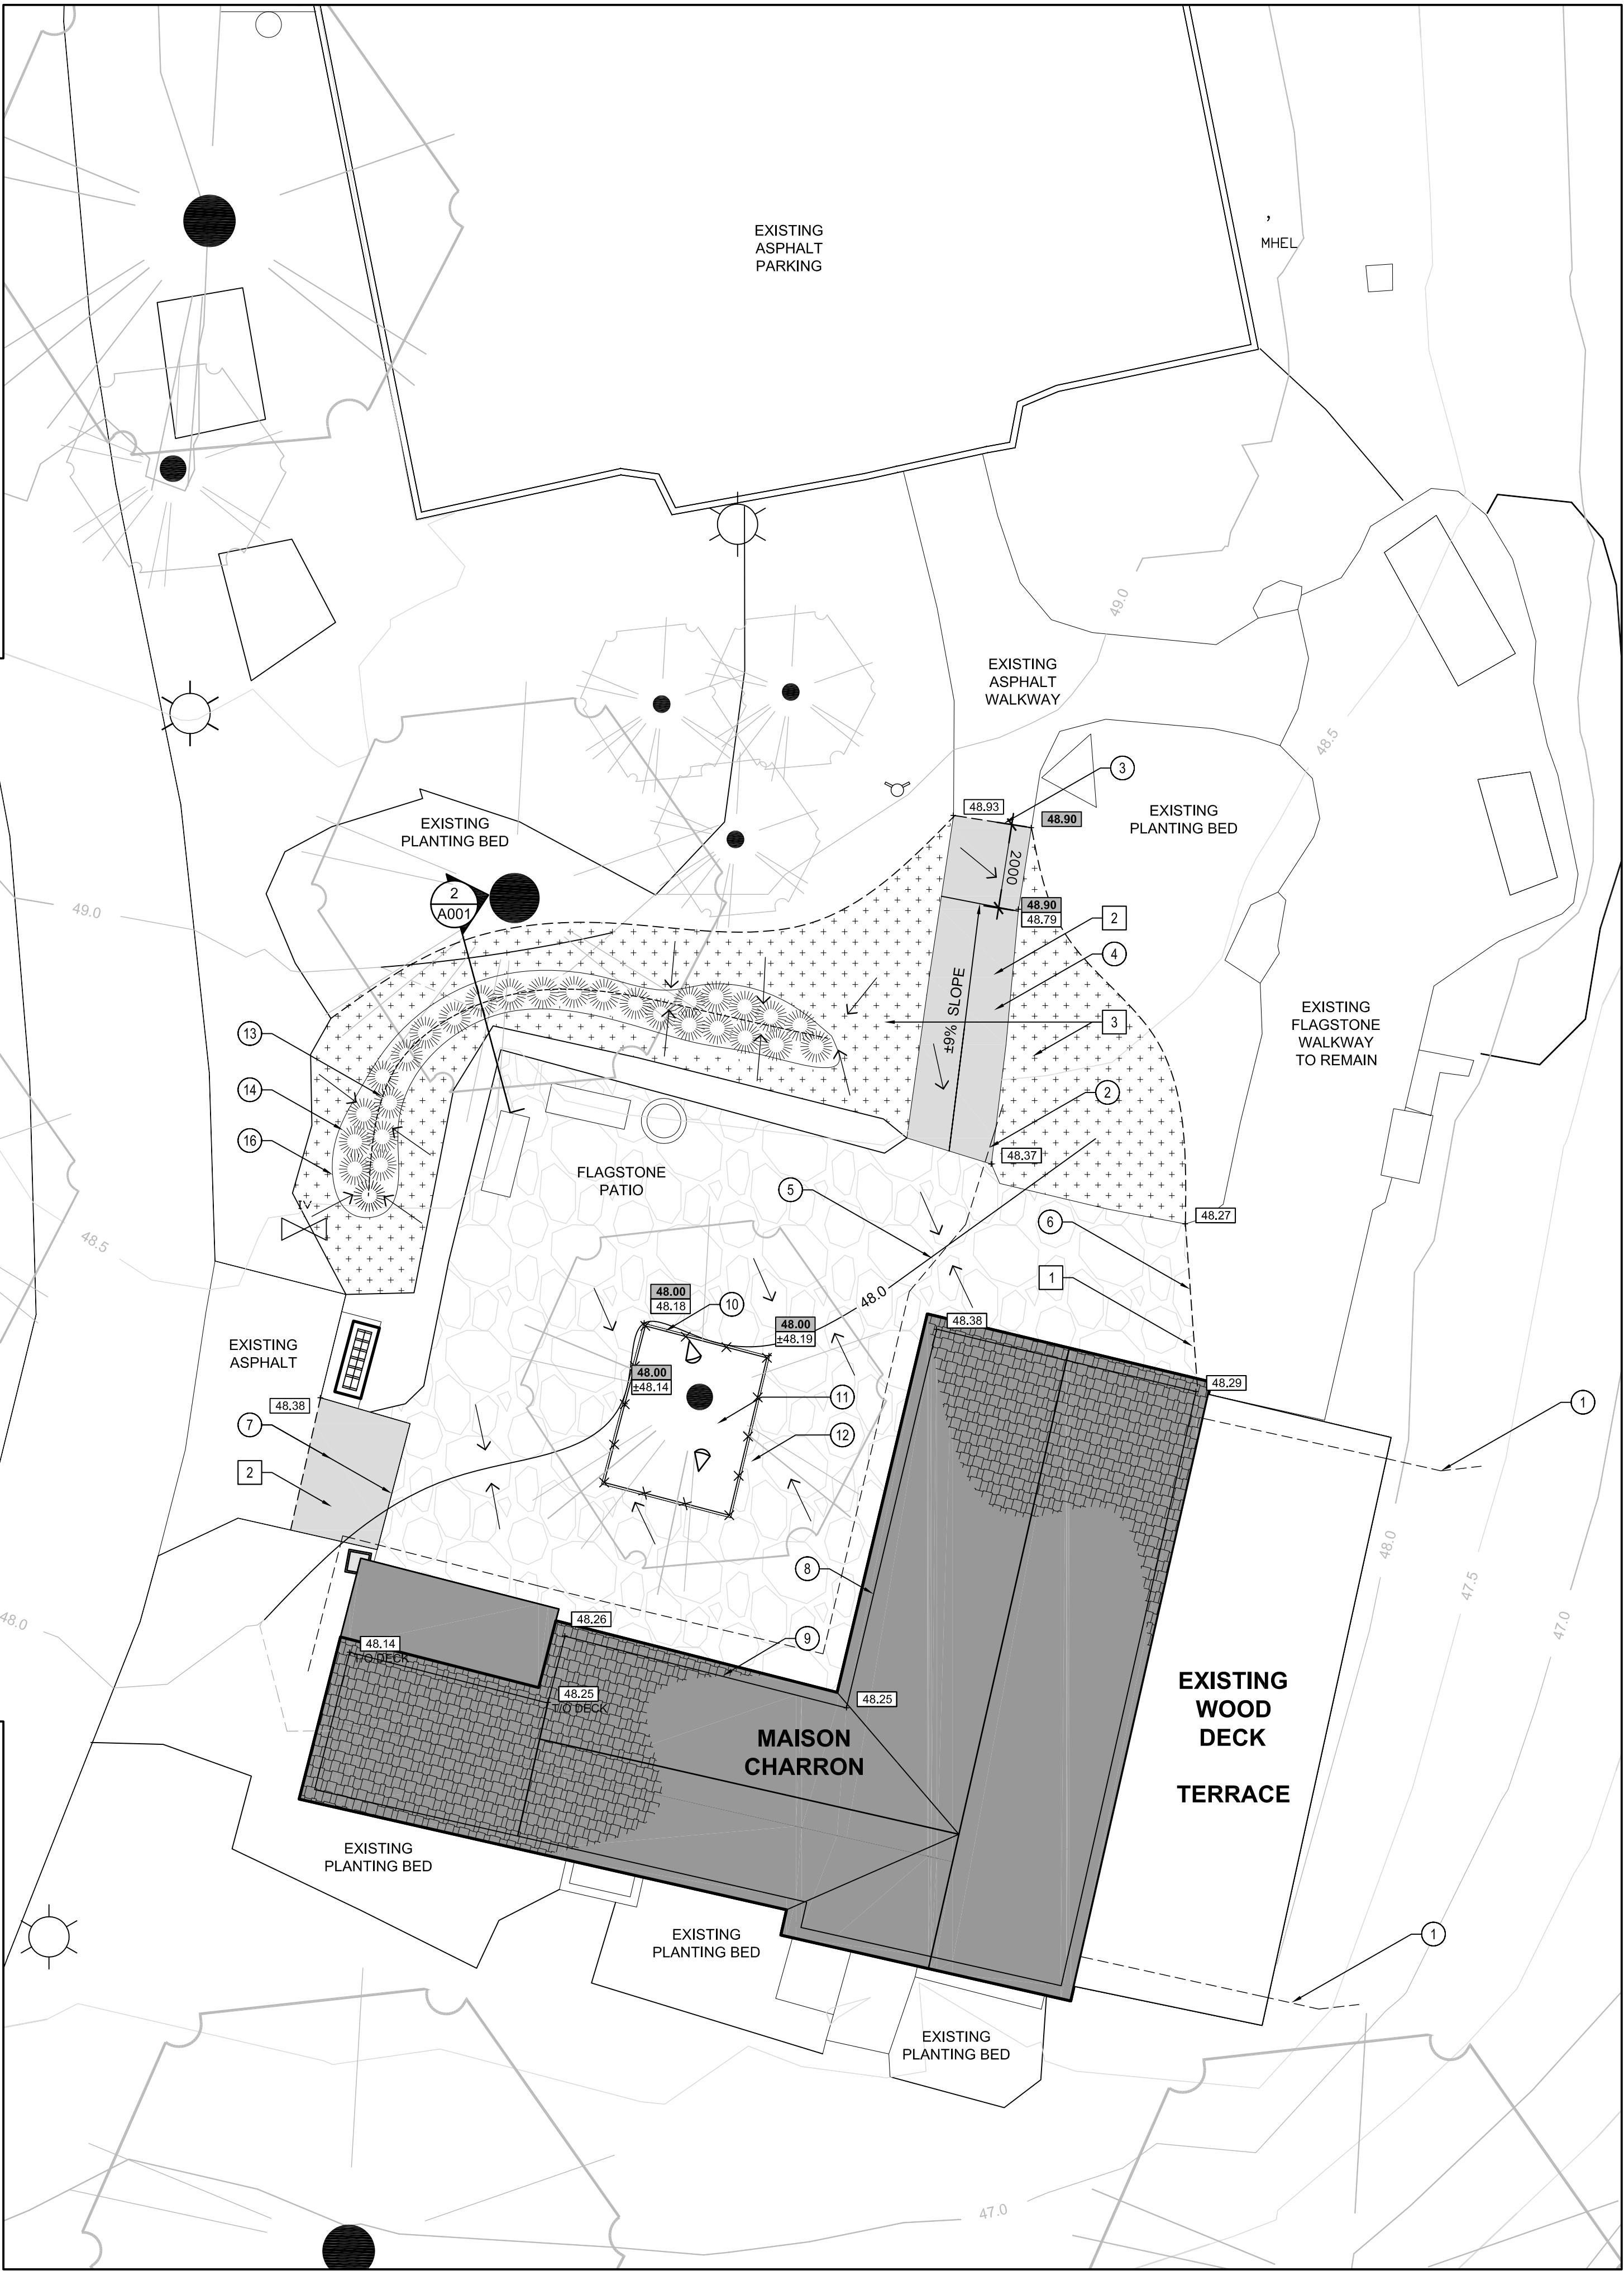 EXISTING
ASPHALT
PARKING
,
MHEL
49.0
EXISTING
ASPHALT
WALKWAY
48.5
3
48.93
48.90
EXISTING
PLANTING BED
EXISTING
PLANTING BED
2000
2
A001
49.0
48.90
48.79
2
4
±9% SLOPE
EXISTING
FLAGSTONE
WALKWAY
TO REMAIN
3
13
14
2
16
48.37
FLAGSTONE
PATIO
5
IV
48.27
6
48.5
1
48.00
48.18
10
48.0
48.00
±48.19
48.38
EXISTING
ASPHALT
48.00
±48.14
48.29
11
1
48.38
7
12
2
48.0
8
47.5
48.0
47.0
48.26
9
48.14
T/O DECK
48.25
T/O DECK
48.25
MAISON
CHARRON
EXISTING
WOOD
DECK
TERRACE
EXISTING
PLANTING BED
EXISTING
PLANTING BED
1
EXISTING
PLANTING BED
47.0